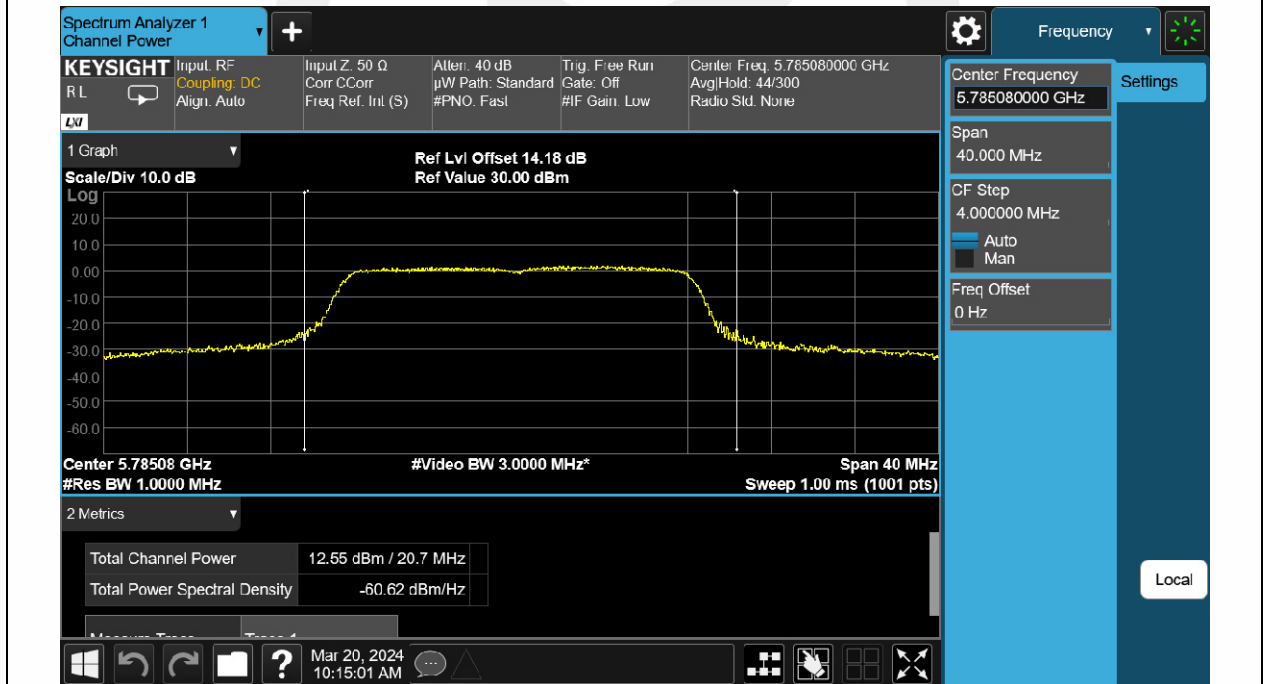 Spectrum Analyzer 1
Channel Power
+
Frequency
KEYSIGHT
RL
LXI
Input: RF
Coupling: DC
Align: Auto
Input Z: 50 Ω
Corr CCorr
Freq Ref: Int (S)
Atten: 40 dB
µW Path: Standard
#PNO: Fast
Trig: Free Run
Gate: Off
#IF Gain: Low
Center Freq: 5.785080000 GHz
Avg|Hold: 44/300
Radio Std: None
Center Frequency
5.785080000 GHz
Settings
Span
40.000 MHz
CF Step
4.000000 MHz
Auto
Man
Freq Offset
0 Hz
1 Graph
Scale/Div 10.0 dB
Ref Lvl Offset 14.18 dB
Ref Value 30.00 dBm
Log
20.0
10.0
0.00
-10.0
-20.0
-30.0
-40.0
-50.0
-60.0
Center 5.78508 GHz
#Video BW 3.0000 MHz*
Span 40 MHz
#Res BW 1.0000 MHz
Sweep 1.00 ms (1001 pts)
2 Metrics
Total Channel Power 12.55 dBm / 20.7 MHz
Total Power Spectral Density -60.62 dBm/Hz
Local
?
Mar 20, 2024
10:15:01 AM